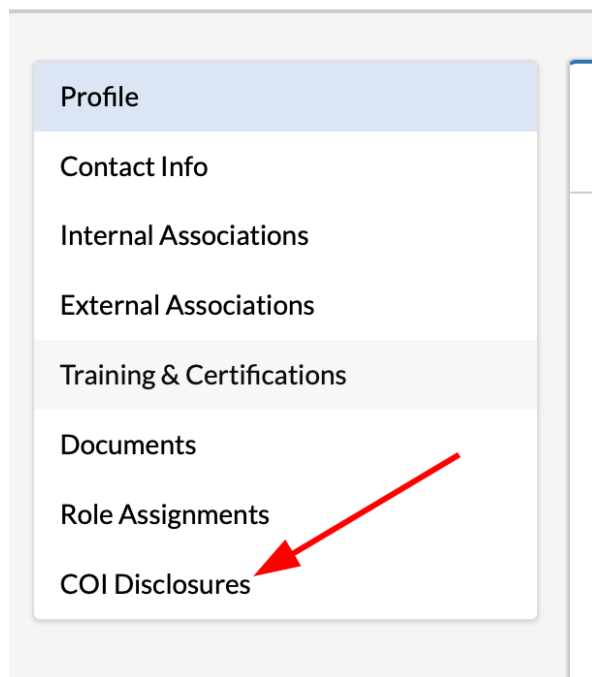 Profile
Contact Info
Internal Associations
External Associations
Training & Certifications
Documents
Role Assignments
COI Disclosures